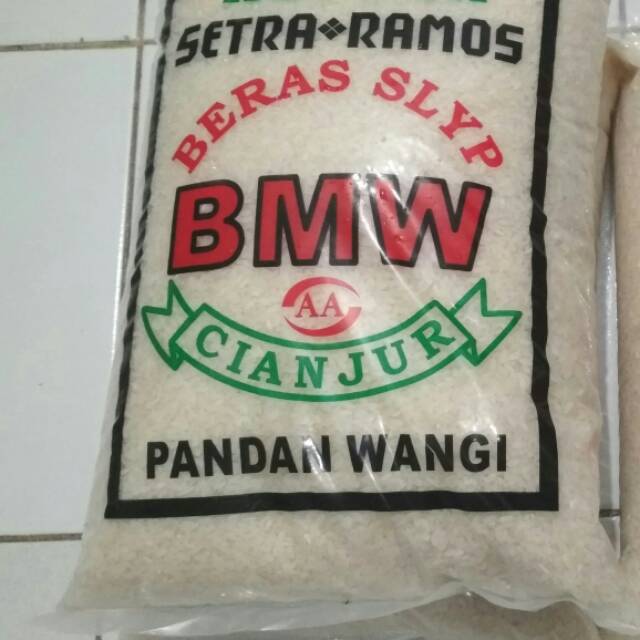 SETRA❖RAMOS
BERAS SLYP
BMW
AA
CIANJUR
PANDAN WANGI